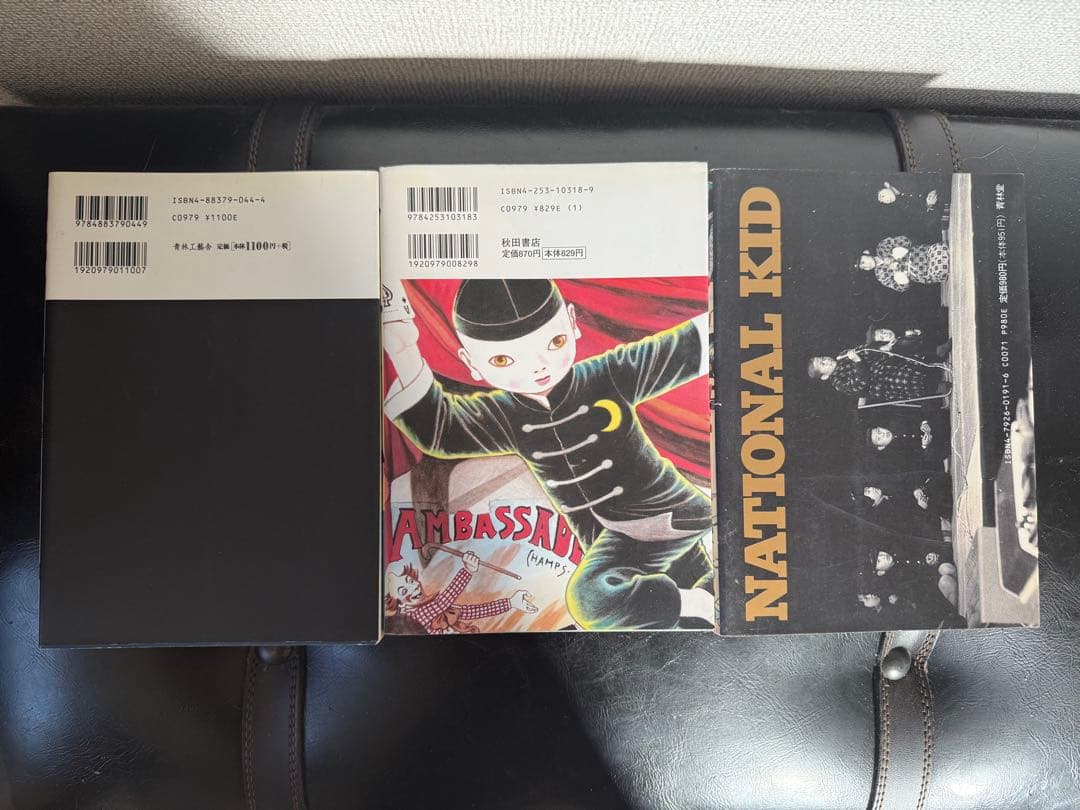 9784883790449
ISBN4-88379-044-4
C0979 ¥1100E
青林工藝舎 定価[本体1100円+税]
1920979011007
9784253103183
ISBN4-253-10318-9
C0979 ¥829E (1)
秋田書店
定価870円 本体829円
1920979008298
AMBASSAD
CHAMPS-
NATIONAL KID
ISBN4-7926-0191-6 C0071 P980E 定価980円(本体951円) 青林堂